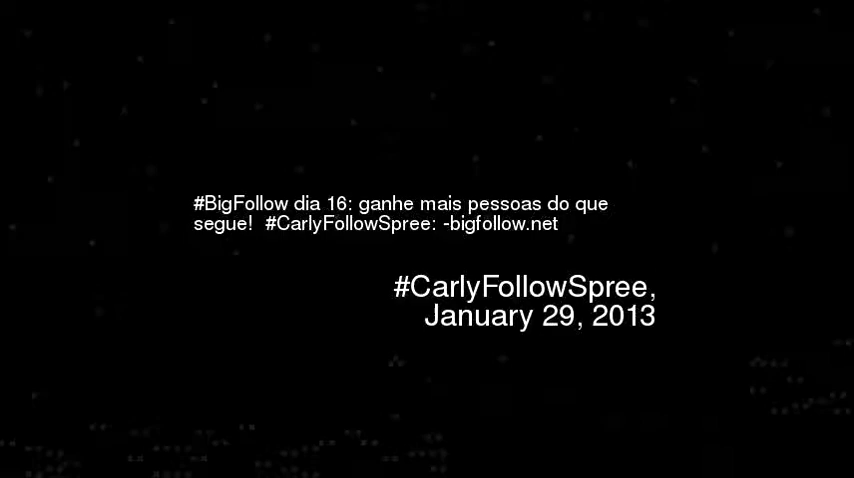 #BigFollow dia 16: ganhe mais pessoas do que
segue!  #CarlyFollowSpree: -bigfollow.net
#CarlyFollowSpree,
January 29, 2013